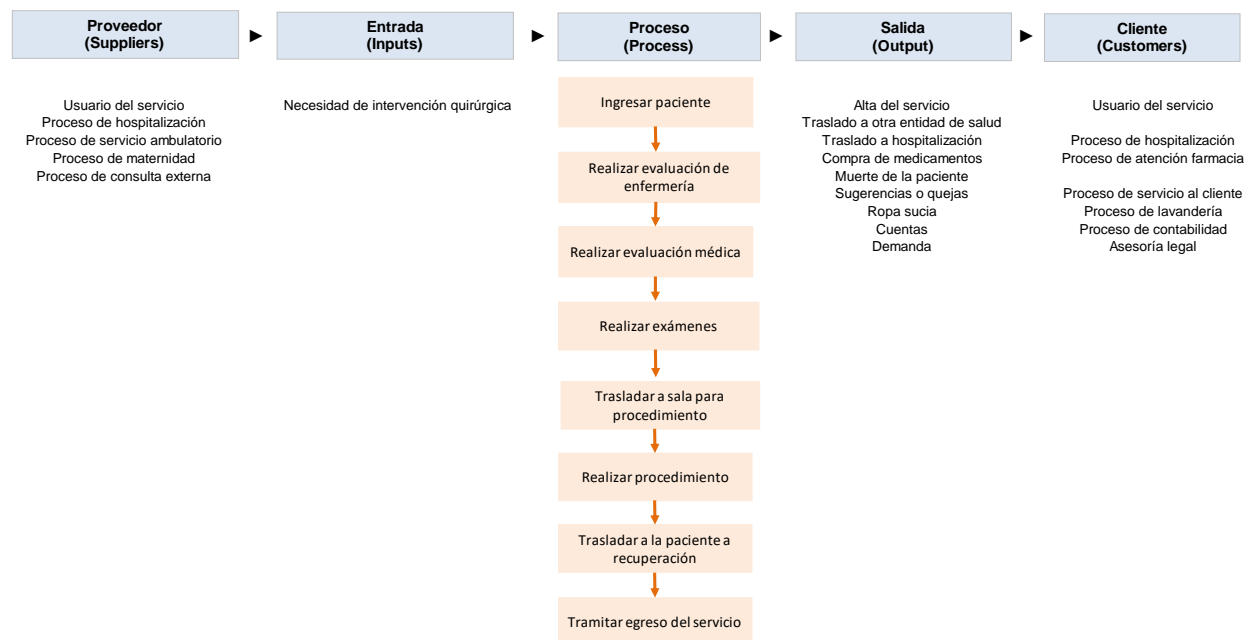 Proveedor
(Suppliers)
►
Entrada
(Inputs)
►
Proceso
(Process)
►
Salida
(Output)
►
Cliente
(Customers)
Usuario del servicio
Proceso de hospitalización
Proceso de servicio ambulatorio
Proceso de maternidad
Proceso de consulta externa
Necesidad de intervención quirúrgica
Ingresar paciente
Realizar evaluación de
enfermería
Realizar evaluación médica
Realizar exámenes
Trasladar a sala para
procedimiento
Realizar procedimiento
Trasladar a la paciente a
recuperación
Tramitar egreso del servicio
Alta del servicio
Traslado a otra entidad de salud
Traslado a hospitalización
Compra de medicamentos
Muerte de la paciente
Sugerencias o quejas
Ropa sucia
Cuentas
Demanda
Usuario del servicio
Proceso de hospitalización
Proceso de atención farmacia
Proceso de servicio al cliente
Proceso de lavandería
Proceso de contabilidad
Asesoría legal